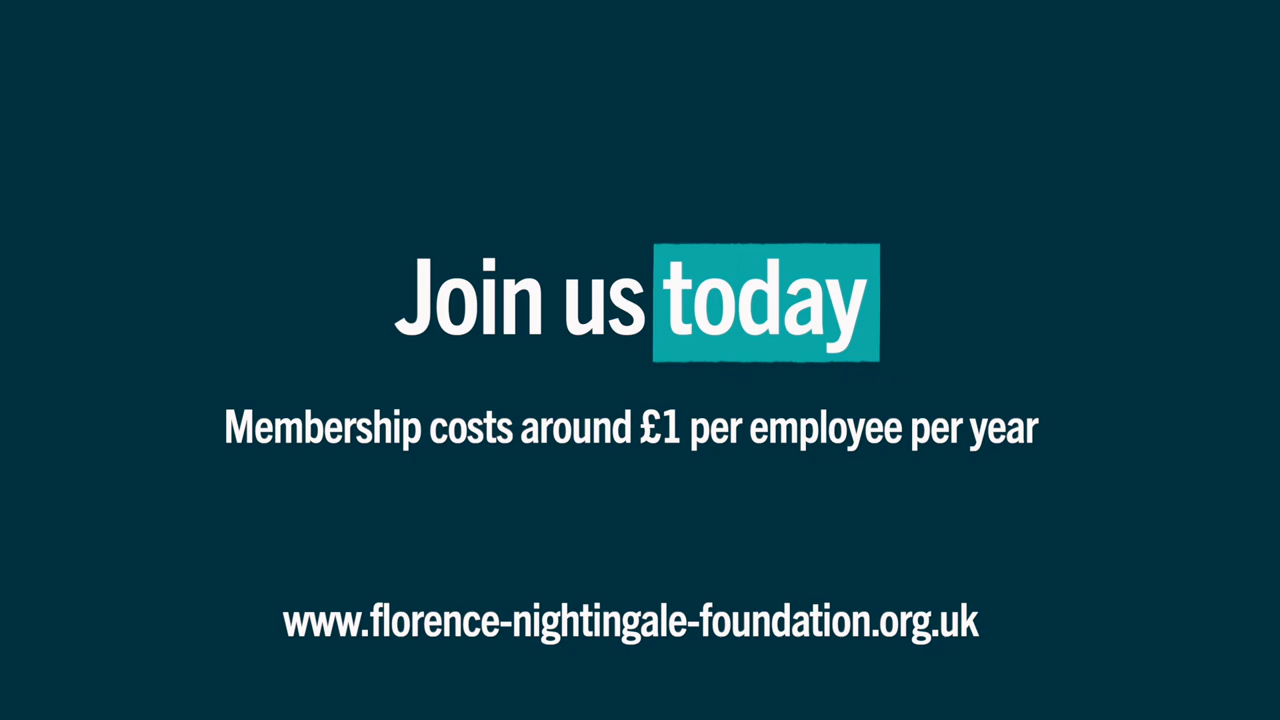 Join us today
Membership costs around £1 per employee per year
www.florence-nightingale-foundation.org.uk